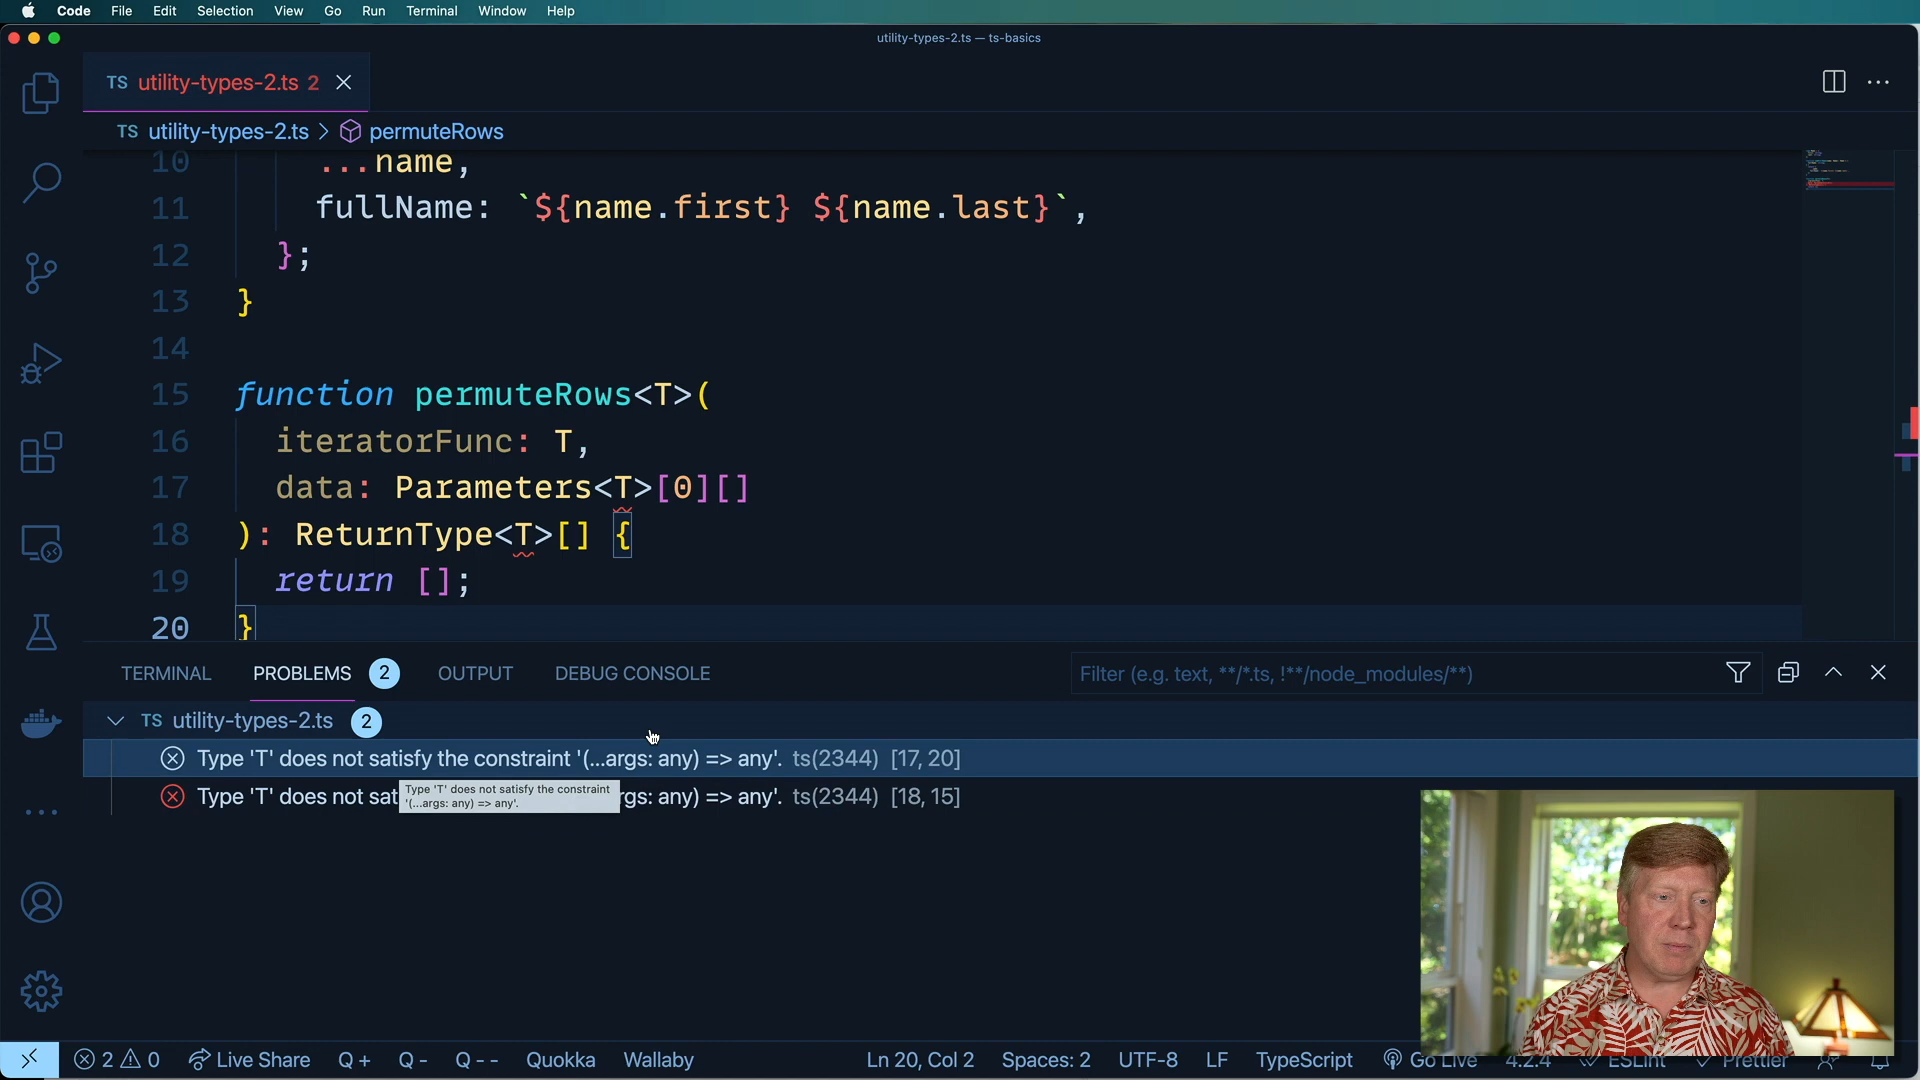 Code File Edit Selection View Go Run Terminal Window Help
utility-types-2.ts — ts-basics
TS utility-types-2.ts 2
TS utility-types-2.ts > permuteRows
10 ...name,
11 fullName: `${name.first} ${name.last}`,
12 };
13 }
14
15 function permuteRows<T>(
16 iteratorFunc: T,
17 data: Parameters<T>[0][]
18 ): ReturnType<T>[] {
19 return [];
20 }
TERMINAL PROBLEMS 2 OUTPUT DEBUG CONSOLE Filter (e.g. text, **/*.ts, !**/node_modules/**)
TS utility-types-2.ts 2
Type 'T' does not satisfy the constraint '(...args: any) => any'. ts(2344) [17, 20]
Type 'T' does not sat rgs: any) => any'. ts(2344) [18, 15]
Type 'T' does not satisfy the constraint
'(...args: any) => any'.
2 0 Live Share Q + Q - Q - - Quokka Wallaby Ln 20, Col 2 Spaces: 2 UTF-8 LF TypeScript Go Live 4.2.4 ESLint Prettier